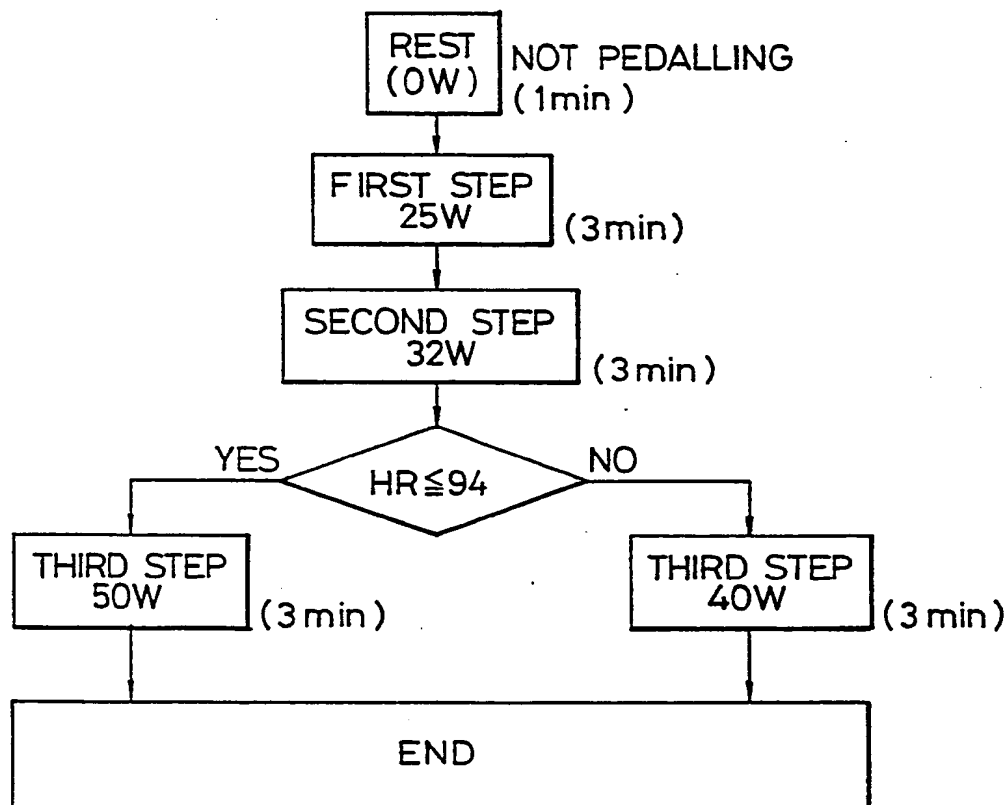 REST
(0W)
NOT PEDALLING
(1min)
FIRST STEP
25W
(3min)
SECOND STEP
32W
(3min)
YES
HR≦94
NO
THIRD STEP
50W
(3min)
THIRD STEP
40W
(3min)
END